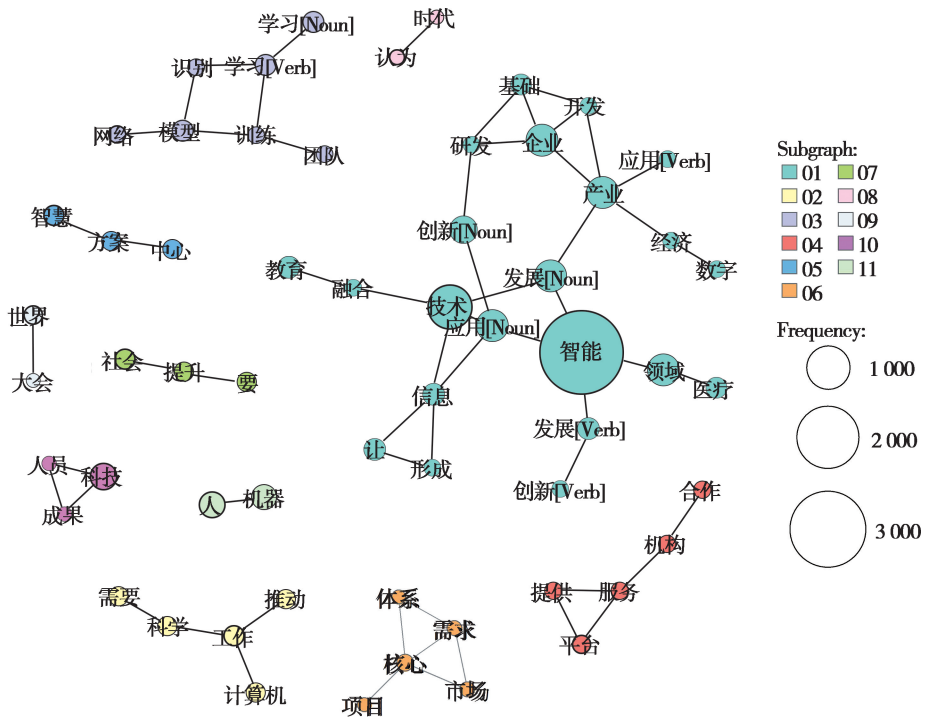 学习[Noun]
时代
认为
识别
学习[Verb]
网络
模型
训练
团队
基础
开发
研发
企业
应用[Verb]
产业
创新[Noun]
经济
数字
智慧
方案
中心
教育
融合
发展[Noun]
技术
应用[Noun]
智能
领域
医疗
世界
大会
社会
提升
要
信息
让
形成
发展[Verb]
创新[Verb]
人员
科技
成果
人
机器
合作
机构
提供
服务
平台
需要
科学
推动
工作
计算机
体系
需求
核心
市场
项目
Subgraph:
01
07
02
08
03
09
04
10
05
11
06
Frequency:
1 000
2 000
3 000